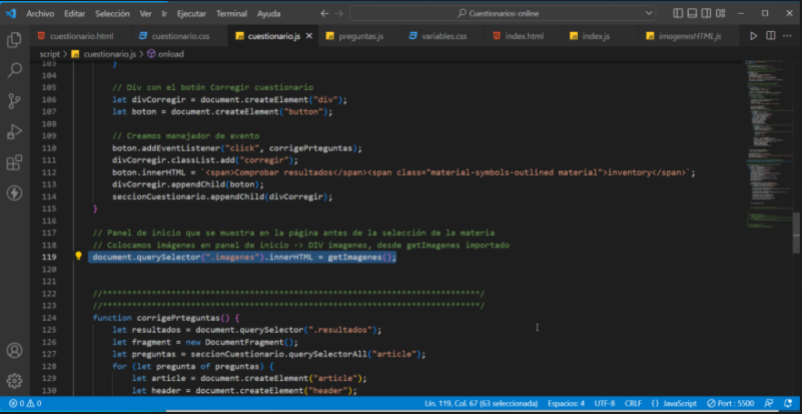 Archivo Editar Selección Ver Ir Ejecutar Terminal Ayuda Cuestionarios-online
cuestionario.html cuestionario.css cuestionario.js preguntas.js variables.css index.html index.js imagenesHTML.js
script > cuestionario.js > onload
103 }
104
105 // Div con el botón Corregir cuestionario
106 let divCorregir = document.createElement("div");
107 let boton = document.createElement("button");
108
109 // Creamos manejador de evento
110 boton.addEventListener("click", corrigePrteguntas);
111 divCorregir.classList.add("corregir");
112 boton.innerHTML = `<span>Comprobar resultados</span><span class="material-symbols-outlined material">inventory</span>`;
113 divCorregir.appendChild(boton);
114 seccionCuestionario.appendChild(divCorregir);
115 }
116
117 // Panel de inicio que se muestra en la página antes de la selección de la materia
118 // Colocamos imágenes en panel de inicio -> DIV imagenes, desde getImagenes importado
119 document.querySelector(".imagenes").innerHTML = getImagenes();
120
121
122 //******************************************************************************/
123 //******************************************************************************/
124 function corrigePrteguntas() {
125 let resultados = document.querySelector(".resultados");
126 let fragment = new DocumentFragment();
127 let preguntas = seccionCuestionario.querySelectorAll("article");
128 for (let pregunta of preguntas) {
129 let article = document.createElement("article");
130 let header = document.createElement("header");
Lín. 119, Col. 67 (63 seleccionada) Espacios: 4 UTF-8 CRLF {} JavaScript Port : 5500